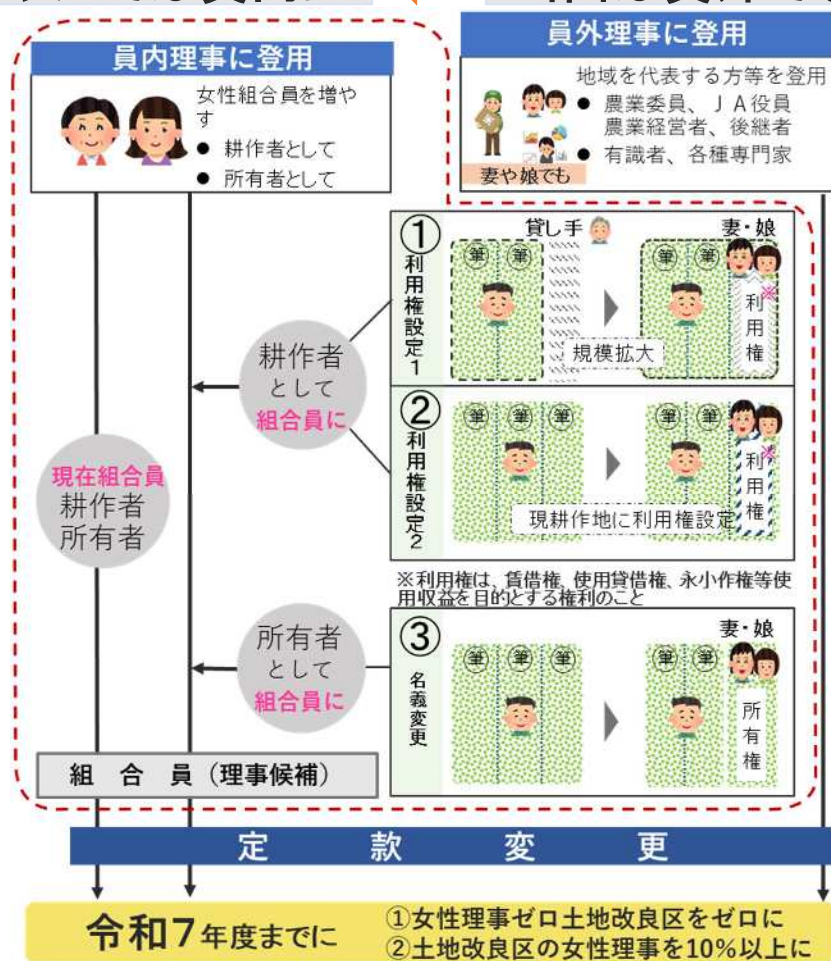 員内理事に登用
女性組合員を増や
す
● 耕作者として
● 所有者として
員外理事に登用
地域を代表する方等を登用
● 農業委員、ＪＡ役員
農業経営者、後継者
● 有識者、各種専門家
妻や娘でも
①
利用権設定1
貸し手
妻・娘
筆 筆
筆 筆
※
利用権
規模拡大
耕作者
として
組合員に
②
利用権設定2
筆 筆 筆
筆 筆
※
利用権
現耕作地に利用権設定
現在組合員
耕作者
所有者
※利用権は、賃借権、使用貸借権、永小作権等使
用収益を目的とする権利のこと
所有者
として
組合員に
③
名義変更
妻・娘
筆 筆 筆
筆 筆
所有権
組合員（理事候補）
定款変更
令和7年度までに
①女性理事ゼロ土地改良区をゼロに
②土地改良区の女性理事を10%以上に